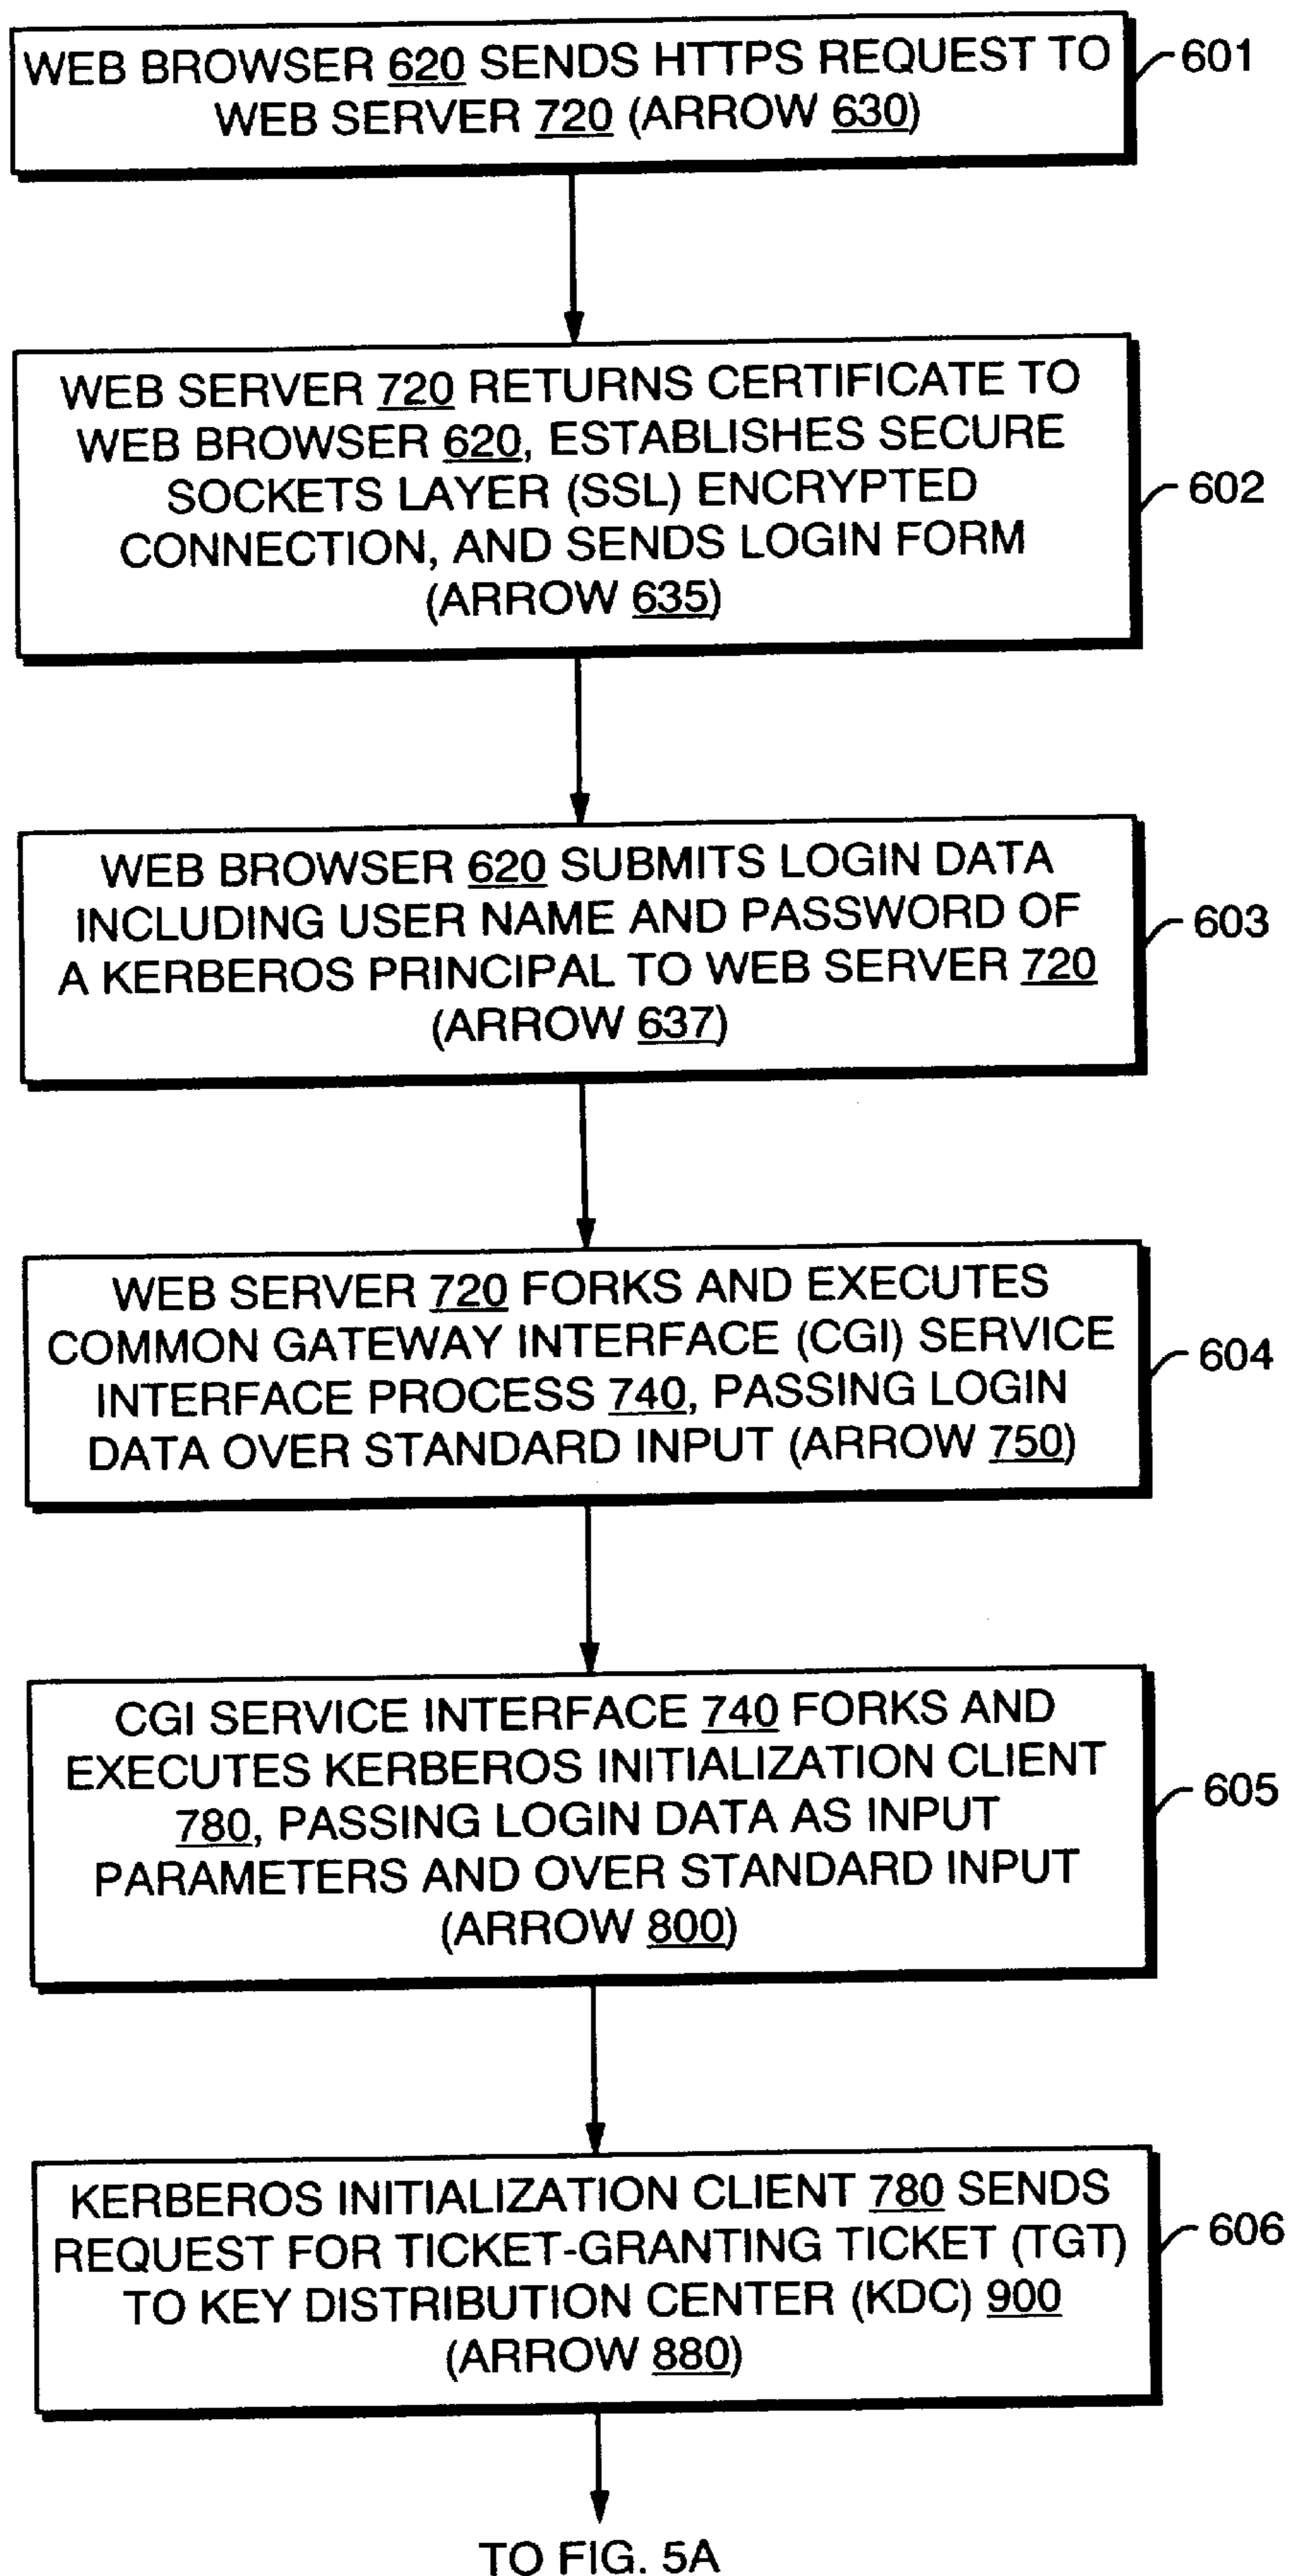 WEB BROWSER 620 SENDS HTTPS REQUEST TO
WEB SERVER 720 (ARROW 630)
601
WEB SERVER 720 RETURNS CERTIFICATE TO
WEB BROWSER 620, ESTABLISHES SECURE
SOCKETS LAYER (SSL) ENCRYPTED
CONNECTION, AND SENDS LOGIN FORM
(ARROW 635)
602
WEB BROWSER 620 SUBMITS LOGIN DATA
INCLUDING USER NAME AND PASSWORD OF
A KERBEROS PRINCIPAL TO WEB SERVER 720
(ARROW 637)
603
WEB SERVER 720 FORKS AND EXECUTES
COMMON GATEWAY INTERFACE (CGI) SERVICE
INTERFACE PROCESS 740, PASSING LOGIN
DATA OVER STANDARD INPUT (ARROW 750)
604
CGI SERVICE INTERFACE 740 FORKS AND
EXECUTES KERBEROS INITIALIZATION CLIENT
780, PASSING LOGIN DATA AS INPUT
PARAMETERS AND OVER STANDARD INPUT
(ARROW 800)
605
KERBEROS INITIALIZATION CLIENT 780 SENDS
REQUEST FOR TICKET-GRANTING TICKET (TGT)
TO KEY DISTRIBUTION CENTER (KDC) 900
(ARROW 880)
606
TO FIG. 5A